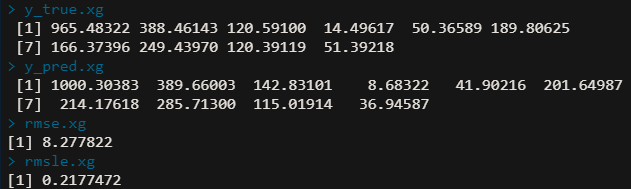 > y_true.xg
[1] 965.48322 388.46143 120.59100 14.49617 50.36589 189.80625
[7] 166.37396 249.43970 120.39119 51.39218
> y_pred.xg
[1] 1000.30383 389.66003 142.83101 8.68322 41.90216 201.64987
[7] 214.17618 285.71300 115.01914 36.94587
> rmse.xg
[1] 8.277822
> rmsle.xg
[1] 0.2177472